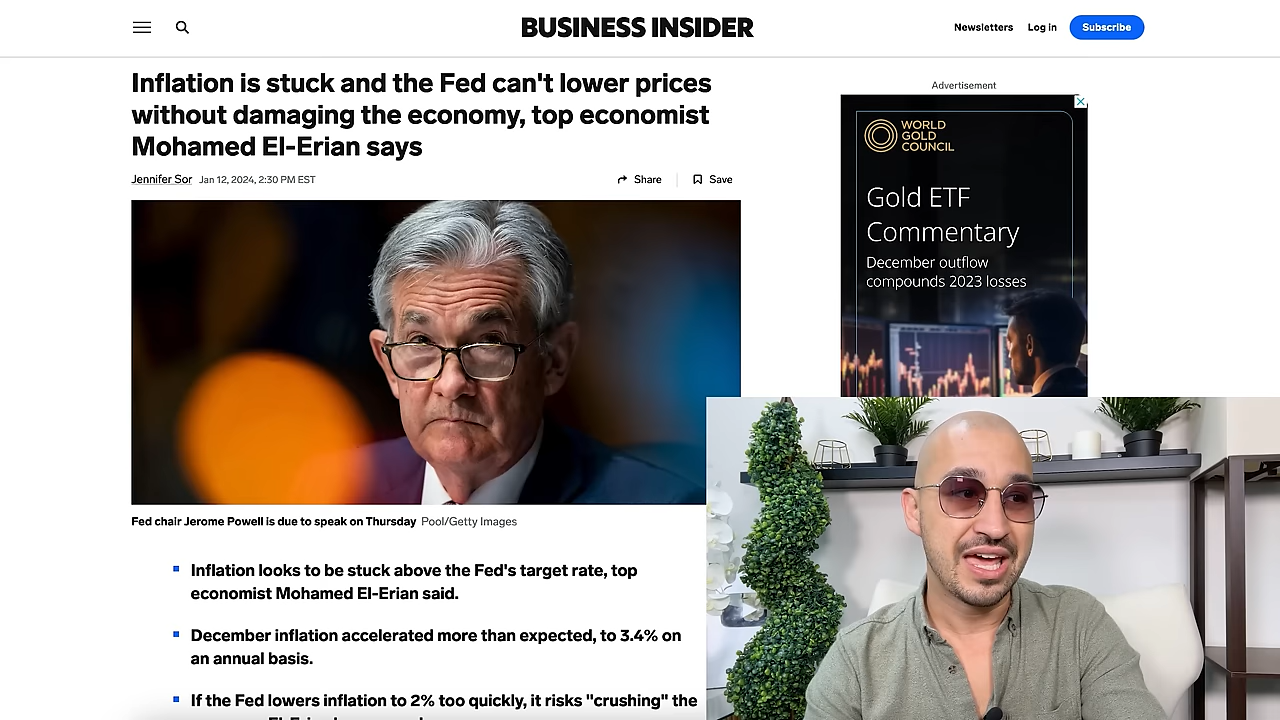 BUSINESS INSIDER
Newsletters
Log in
Subscribe
Inflation is stuck and the Fed can't lower prices
without damaging the economy, top economist
Mohamed El-Erian says
Jennifer Sor Jan 12, 2024, 2:30 PM EST
Share
Save
Fed chair Jerome Powell is due to speak on Thursday Pool/Getty Images
Inflation looks to be stuck above the Fed's target rate, top
economist Mohamed El-Erian said.
December inflation accelerated more than expected, to 3.4% on
an annual basis.
If the Fed lowers inflation to 2% too quickly, it risks "crushing" the
Advertisement
WORLD
GOLD
COUNCIL
Gold ETF
Commentary
December outflow
compounds 2023 losses